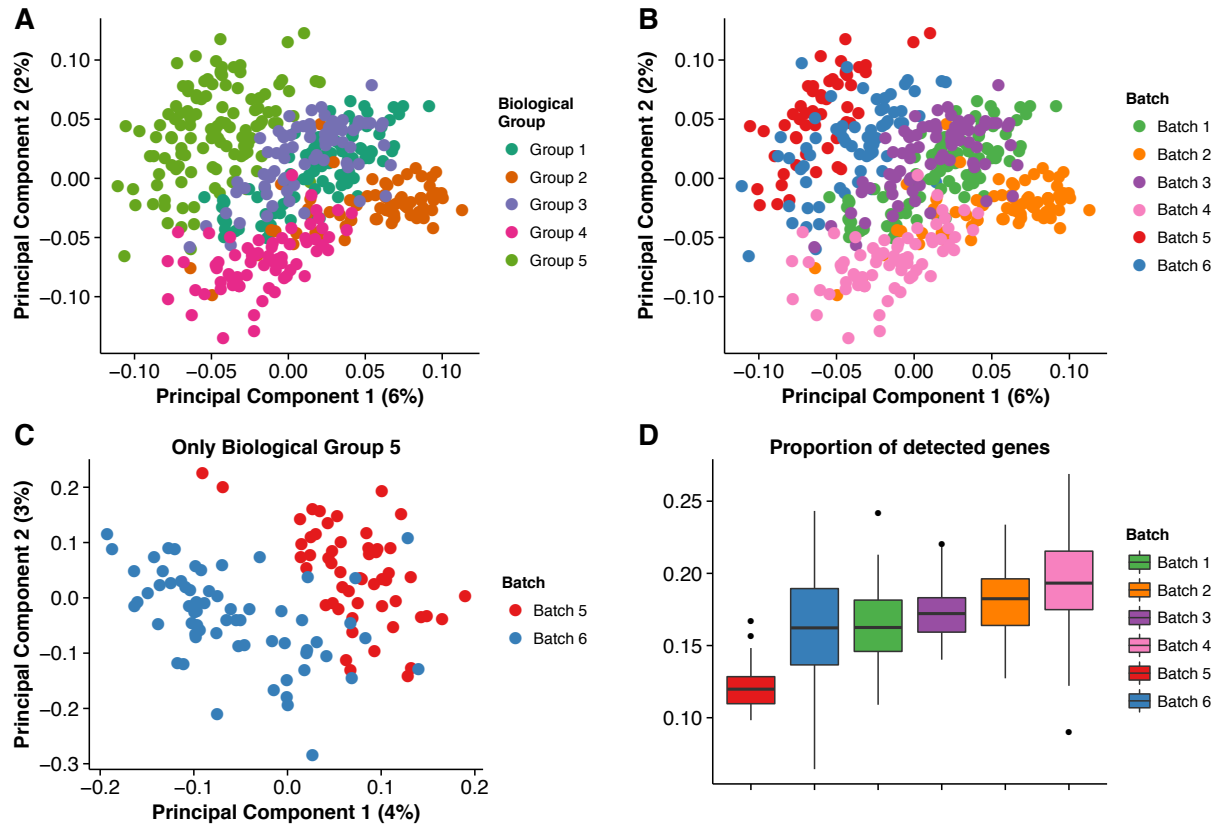 A
Principal Component 2 (2%)
0.10
0.05
0.00
−0.05
−0.10
−0.10
−0.05
0.00
0.05
0.10
Principal Component 1 (6%)
Biological
Group
Group 1
Group 2
Group 3
Group 4
Group 5
B
Principal Component 2 (2%)
0.10
0.05
0.00
−0.05
−0.10
−0.10
−0.05
0.00
0.05
0.10
Principal Component 1 (6%)
Batch
Batch 1
Batch 2
Batch 3
Batch 4
Batch 5
Batch 6
C
Only Biological Group 5
Principal Component 2 (3%)
0.2
0.1
0.0
−0.1
−0.2
−0.3
−0.2
−0.1
0.0
0.1
0.2
Principal Component 1 (4%)
Batch
Batch 5
Batch 6
D
Proportion of detected genes
0.25
0.20
0.15
0.10
Batch
Batch 1
Batch 2
Batch 3
Batch 4
Batch 5
Batch 6